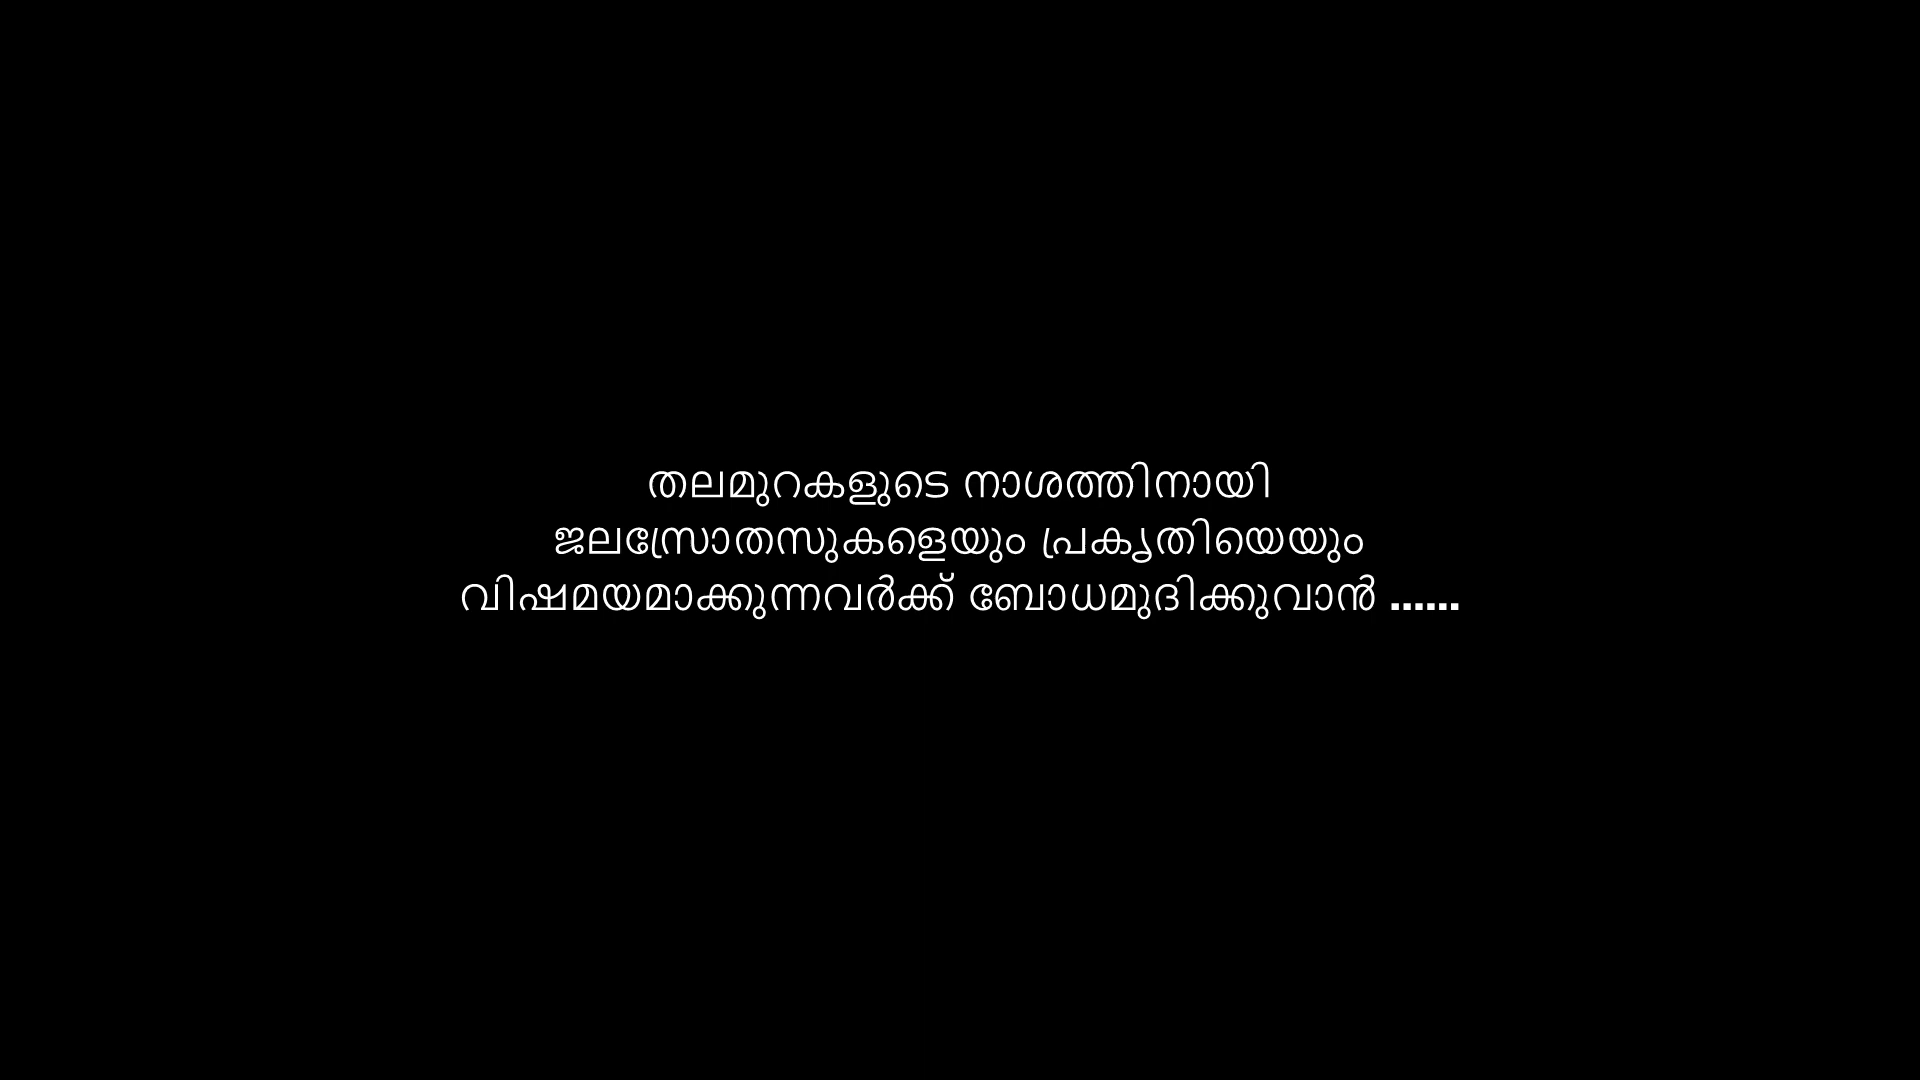 തലമുറകളുടെ നാശത്തിനായി
ജലസ്രോതസുകളെയും പ്രകൃതിയെയും
വിഷമയമാക്കുന്നവർക്ക് ബോധമുദിക്കുവാൻ ......